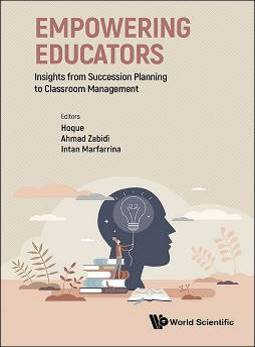 EMPOWERING
EDUCATORS
Insights from Succession Planning
to Classroom Management
Editors
Hoque
Ahmad Zabidi
Intan Marfarrina
World Scientific